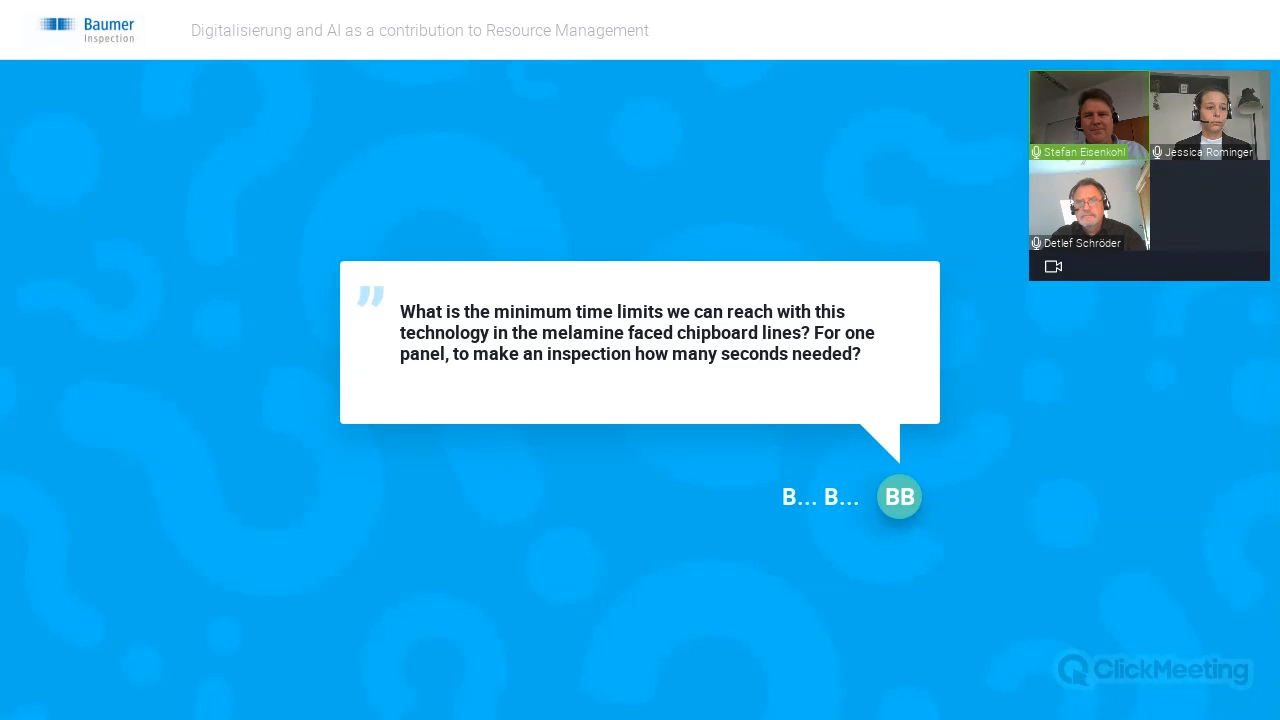 Baumer
Inspection
Digitalisierung and AI as a contribution to Resource Management
Stefan Eisenkohl
Jessica Rominger
Detlef Schröder
”
What is the minimum time limits we can reach with this
technology in the melamine faced chipboard lines? For one
panel, to make an inspection how many seconds needed?
B... B...
BB
ClickMeeting